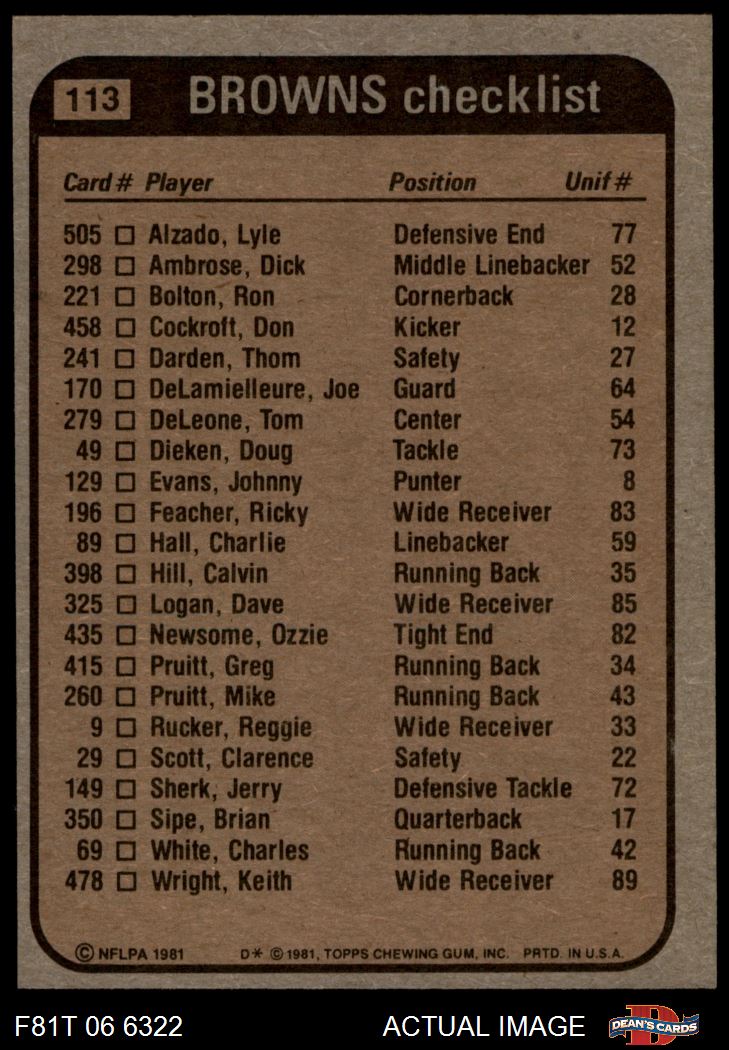 113 BROWNS checklist
Card # Player Position Unif #
505 □ Alzado, Lyle Defensive End 77
298 □ Ambrose, Dick Middle Linebacker 52
221 □ Bolton, Ron Cornerback 28
458 □ Cockroft, Don Kicker 12
241 □ Darden, Thom Safety 27
170 □ DeLamielleure, Joe Guard 64
279 □ DeLeone, Tom Center 54
49 □ Dieken, Doug Tackle 73
129 □ Evans, Johnny Punter 8
196 □ Feacher, Ricky Wide Receiver 83
89 □ Hall, Charlie Linebacker 59
398 □ Hill, Calvin Running Back 35
325 □ Logan, Dave Wide Receiver 85
435 □ Newsome, Ozzie Tight End 82
415 □ Pruitt, Greg Running Back 34
260 □ Pruitt, Mike Running Back 43
9 □ Rucker, Reggie Wide Receiver 33
29 □ Scott, Clarence Safety 22
149 □ Sherk, Jerry Defensive Tackle 72
350 □ Sipe, Brian Quarterback 17
69 □ White, Charles Running Back 42
478 □ Wright, Keith Wide Receiver 89
© NFLPA 1981 D* © 1981, TOPPS CHEWING GUM, INC. PRTD. IN U.S.A.
F81T 06 6322 ACTUAL IMAGE D DEAN'S CARDS